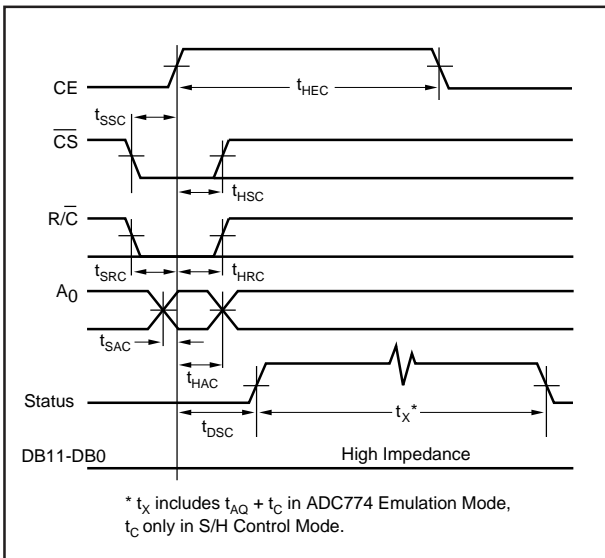 CE
tHEC
tSSC
C̅S̅
tHSC
R/C̅
tSRC
tHRC
A0
tSAC
tHAC
Status
tDSC
tX*
DB11-DB0
High Impedance
* tX includes tAQ + tC in ADC774 Emulation Mode,
tC only in S/H Control Mode.